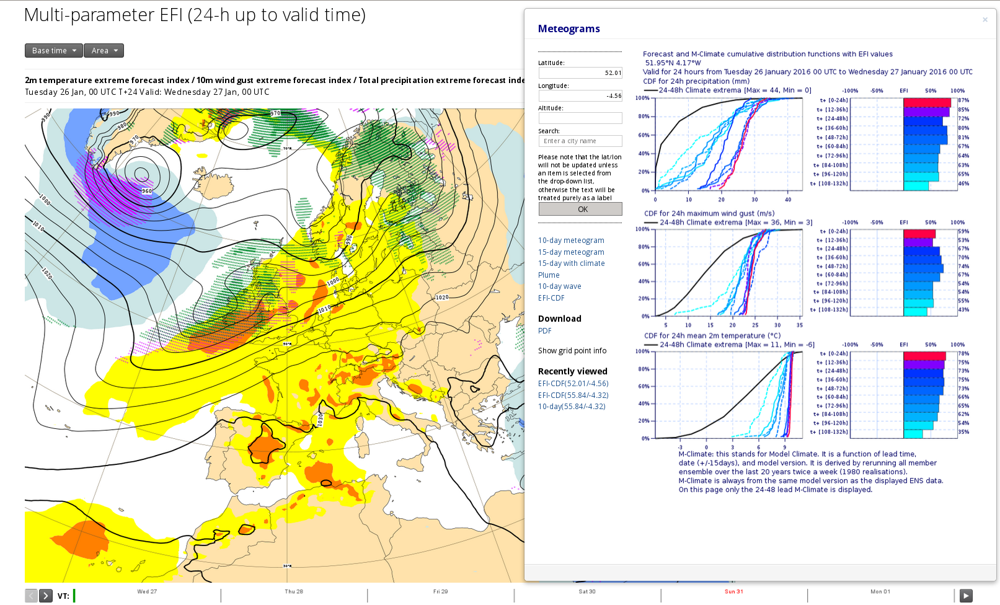 Multi-parameter EFI (24-h up to valid time)
Base time
Area
2m temperature extreme forecast index / 10m wind gust extreme forecast index / Total precipitation extreme forecast inde
Tuesday 26 Jan, 00 UTC T+24 Valid: Wednesday 27 Jan, 00 UTC
990
990
980
970
970
70°N
960
1000
1010
1020
990
1000
1010
1020
50°N
1030
30°N
VT:
Wed 27
Thu 28
Fri 29
Sat 30
Sun 31
Mon 01
Meteograms
×
Latitude:
52.01
Longitude:
-4.56
Altitude:
Search:
Enter a city name
Please note that the lat/lon
will not be updated unless
an item is selected from
the drop-down list,
otherwise the text will be
treated purely as a label
OK
10-day meteogram
15-day meteogram
15-day with climate
Plume
10-day wave
EFI-CDF
Download
PDF
Show grid point info
Recently viewed
EFI-CDF(52.01/-4.56)
EFI-CDF(55.84/-4.32)
10-day(55.84/-4.32)
Forecast and M-Climate cumulative distribution functions with EFI values
51.95°N 4.17°W
Valid for 24 hours from Tuesday 26 January 2016 00 UTC to Wednesday 27 January 2016 00 UTC
CDF for 24h precipitation (mm)
24-48h Climate extrema [Max = 44, Min = 0]
100%
80%
60%
40%
20%
0%
0 10 20 30 40
-100% -50% EFI 50% 100%
t+ [0-24h] 87%
t+ [12-36h] 85%
t+ [24-48h] 72%
t+ [36-60h] 80%
t+ [48-72h] 81%
t+ [60-84h] 67%
t+ [72-96h] 64%
t+ [84-108h] 63%
t+ [96-120h] 65%
t+ [108-132h] 46%
CDF for 24h maximum wind gust (m/s)
24-48h Climate extrema [Max = 36, Min = 3]
100%
80%
60%
40%
20%
0%
5 10 15 20 25 30 35
-100% -50% EFI 50% 100%
t+ [0-24h] 59%
t+ [12-36h] 53%
t+ [24-48h] 67%
t+ [36-60h] 70%
t+ [48-72h] 74%
t+ [60-84h] 67%
t+ [72-96h] 54%
t+ [84-108h] 54%
t+ [96-120h] 55%
t+ [108-132h] 43%
CDF for 24h mean 2m temperature (°C)
24-48h Climate extrema [Max = 11, Min = -6]
100%
80%
60%
40%
20%
0%
-3 0 3 6 9
-100% -50% EFI 50% 100%
t+ [0-24h] 78%
t+ [12-36h] 75%
t+ [24-48h] 73%
t+ [36-60h] 75%
t+ [48-72h] 73%
t+ [60-84h] 66%
t+ [72-96h] 65%
t+ [84-108h] 62%
t+ [96-120h] 54%
t+ [108-132h] 35%
M-Climate: this stands for Model Climate. It is a function of lead time,
date (+/-15days), and model version. It is derived by rerunning all member
ensemble over the last 20 years twice a week (1980 realisations).
M-Climate is always from the same model version as the displayed ENS data.
On this page only the 24-48 lead M-Climate is displayed.